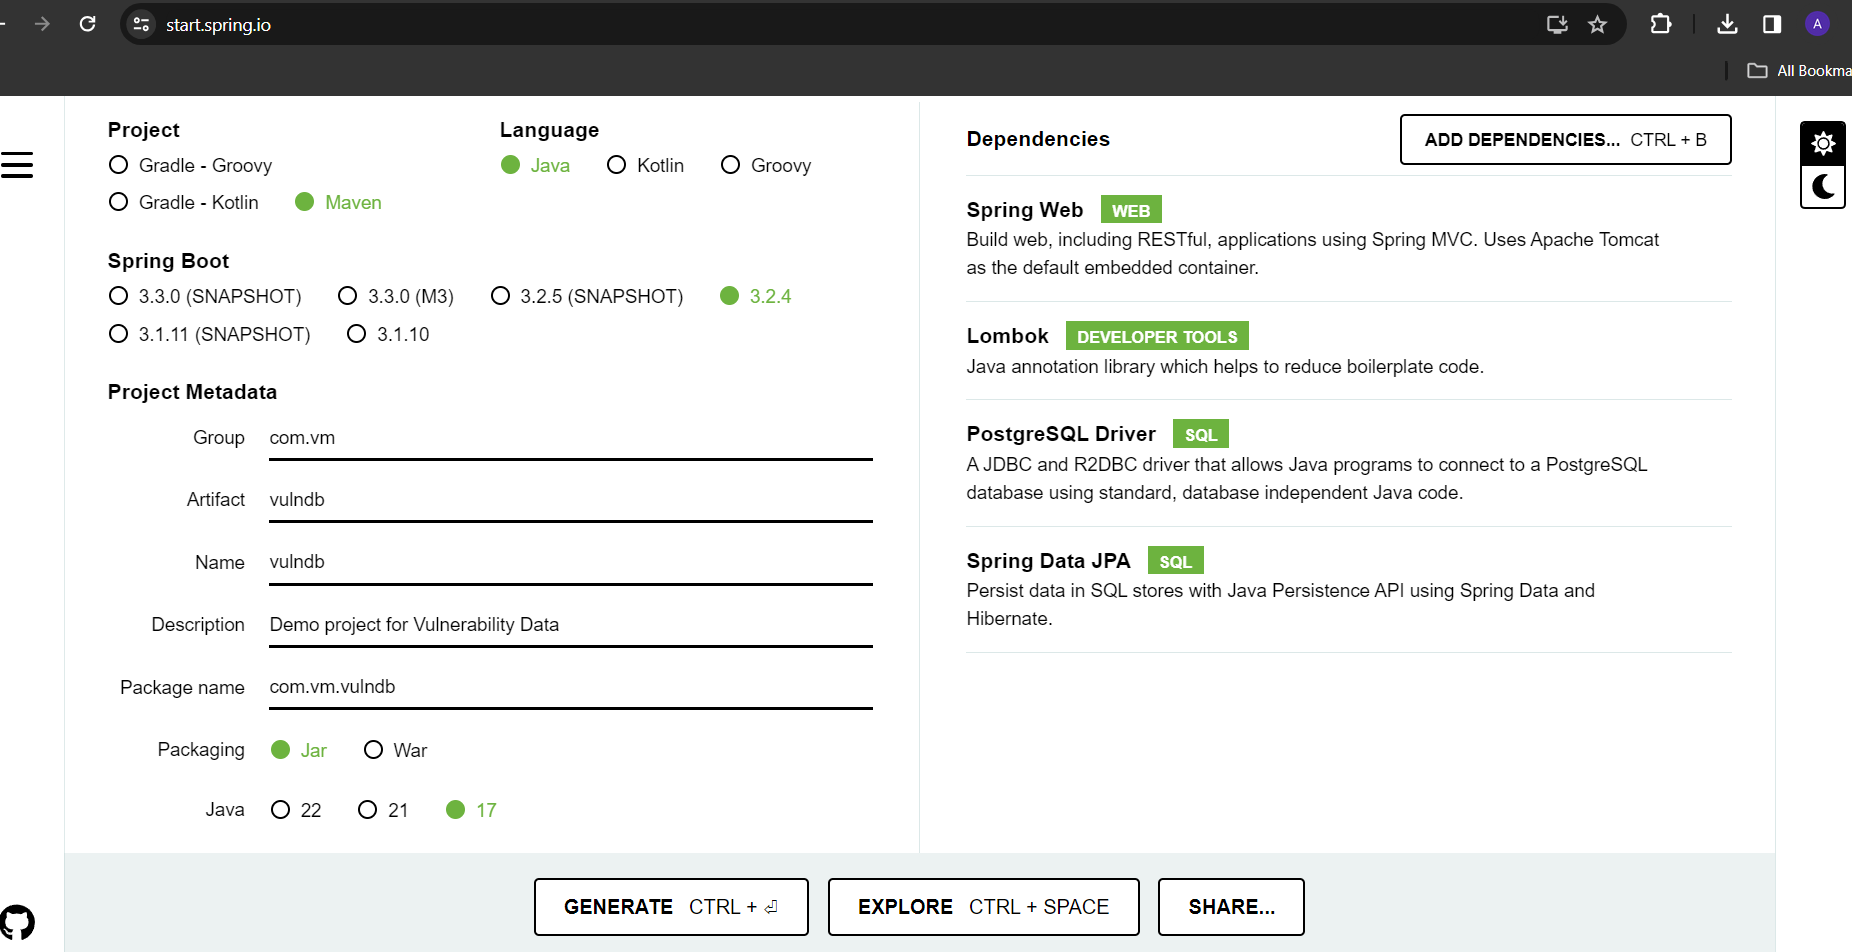 start.spring.io
A
All Bookma
Project
Gradle - Groovy
Gradle - Kotlin Maven
Language
Java Kotlin Groovy
Spring Boot
3.3.0 (SNAPSHOT) 3.3.0 (M3) 3.2.5 (SNAPSHOT) 3.2.4
3.1.11 (SNAPSHOT) 3.1.10
Project Metadata
Group com.vm
Artifact vulndb
Name vulndb
Description Demo project for Vulnerability Data
Package name com.vm.vulndb
Packaging Jar War
Java 22 21 17
Dependencies
ADD DEPENDENCIES... CTRL + B
Spring Web WEB
Build web, including RESTful, applications using Spring MVC. Uses Apache Tomcat
as the default embedded container.
Lombok DEVELOPER TOOLS
Java annotation library which helps to reduce boilerplate code.
PostgreSQL Driver SQL
A JDBC and R2DBC driver that allows Java programs to connect to a PostgreSQL
database using standard, database independent Java code.
Spring Data JPA SQL
Persist data in SQL stores with Java Persistence API using Spring Data and
Hibernate.
GENERATE CTRL + ⏎
EXPLORE CTRL + SPACE
SHARE...